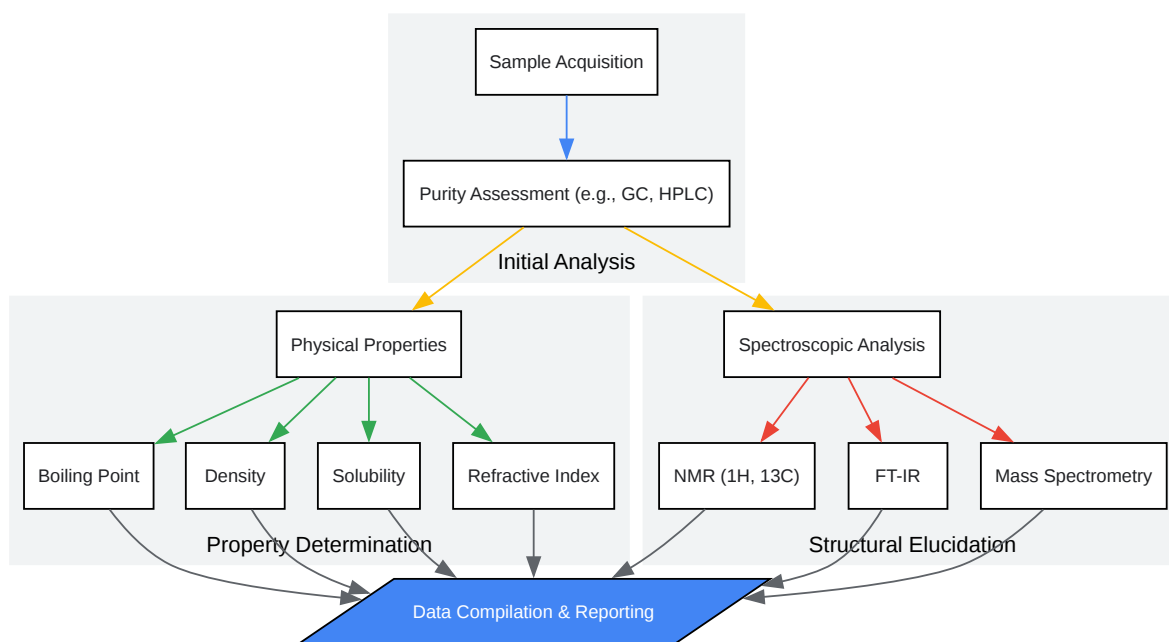 Sample Acquisition
Purity Assessment (e.g., GC, HPLC)
Initial Analysis
Physical Properties
Spectroscopic Analysis
Boiling Point
Density
Solubility
Refractive Index
NMR (1H, 13C)
FT-IR
Mass Spectrometry
Property Determination
Structural Elucidation
Data Compilation & Reporting